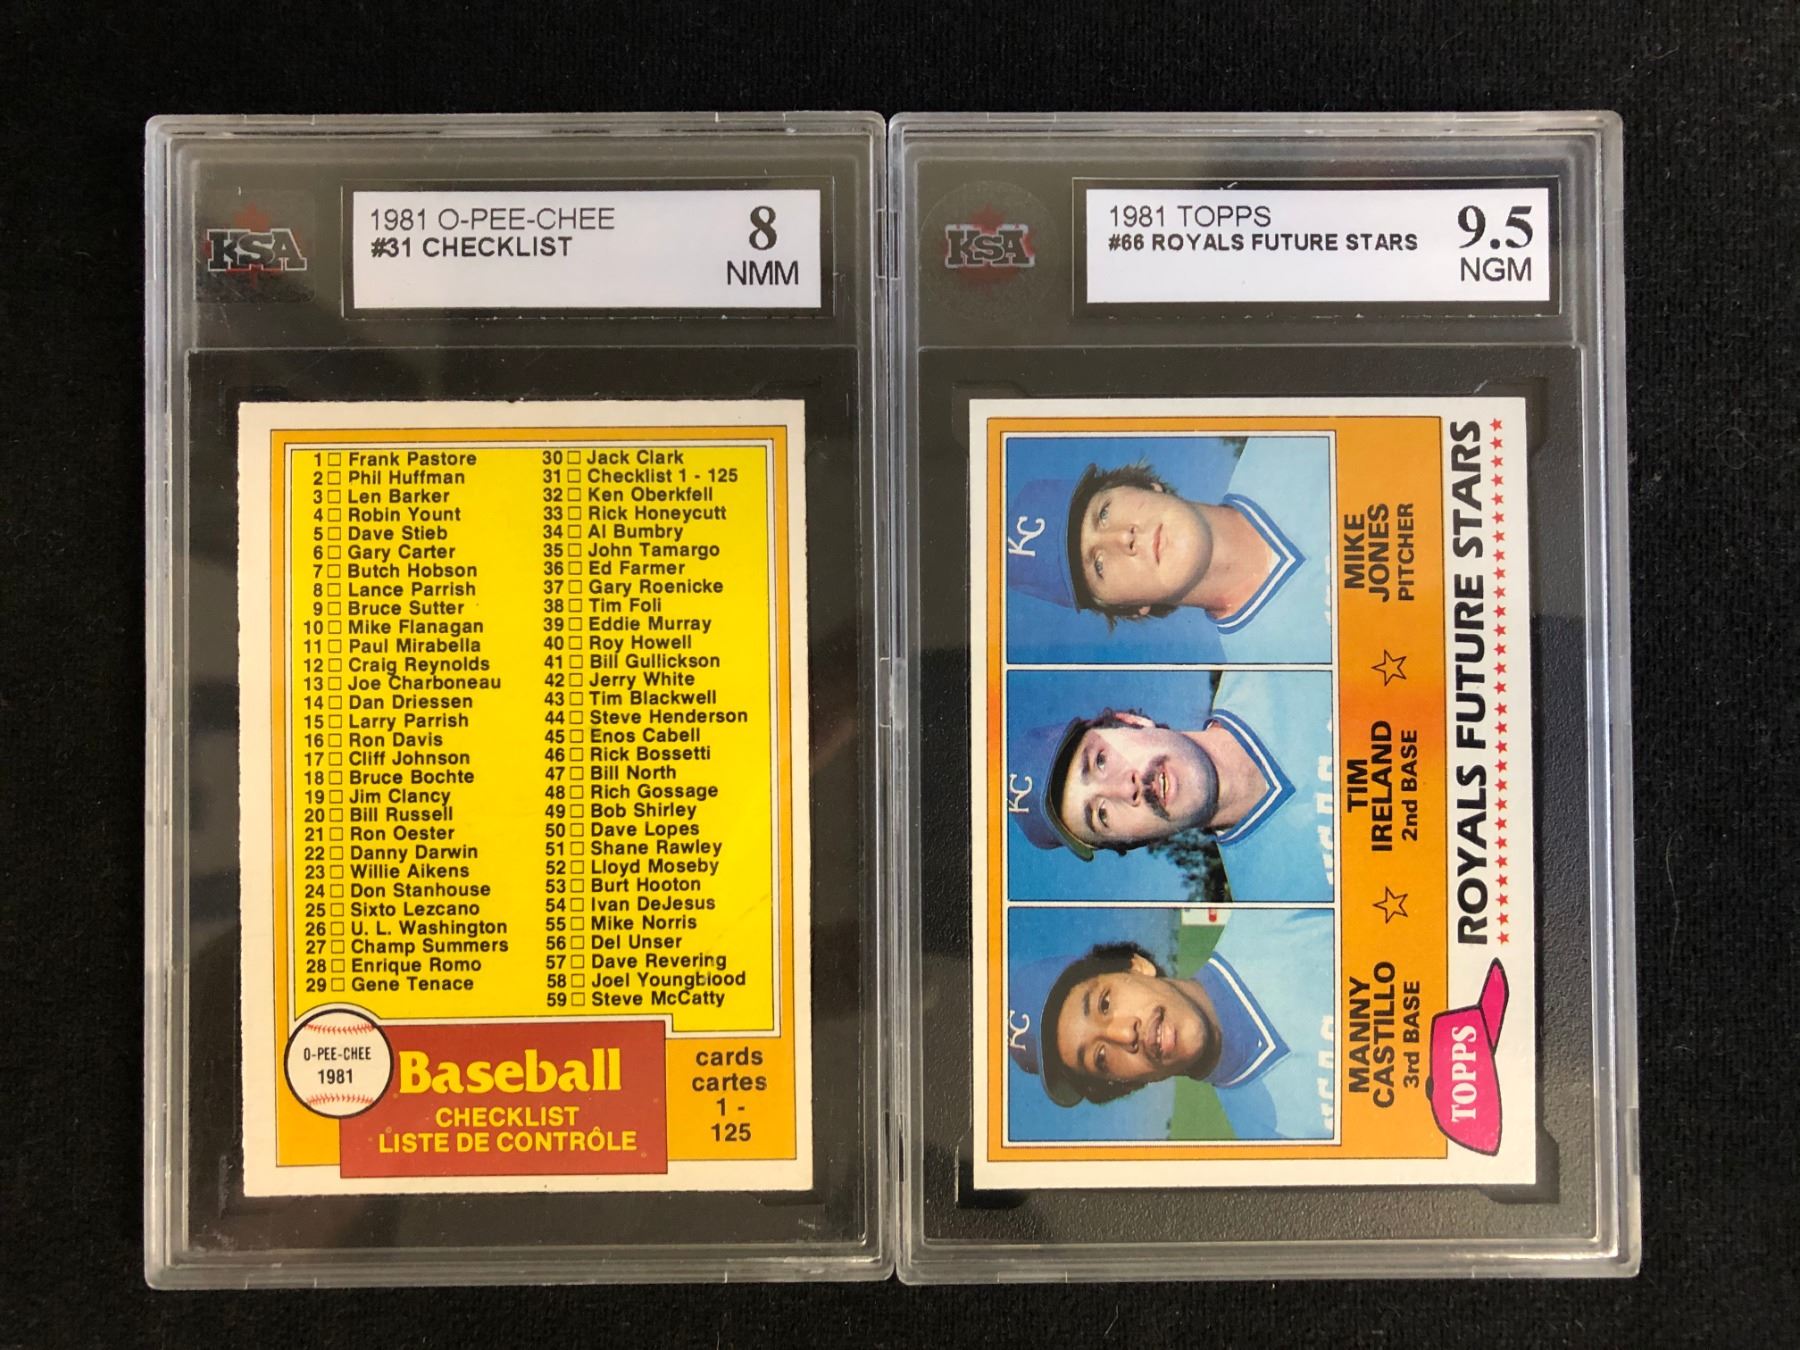 KSA
1981 O-PEE-CHEE
#31 CHECKLIST
8
NMM
1 Frank Pastore
2 Phil Huffman
3 Len Barker
4 Robin Yount
5 Dave Stieb
6 Gary Carter
7 Butch Hobson
8 Lance Parrish
9 Bruce Sutter
10 Mike Flanagan
11 Paul Mirabella
12 Craig Reynolds
13 Joe Charboneau
14 Dan Driessen
15 Larry Parrish
16 Ron Davis
17 Cliff Johnson
18 Bruce Bochte
19 Jim Clancy
20 Bill Russell
21 Ron Oester
22 Danny Darwin
23 Willie Aikens
24 Don Stanhouse
25 Sixto Lezcano
26 U. L. Washington
27 Champ Summers
28 Enrique Romo
29 Gene Tenace
30 Jack Clark
31 Checklist 1 - 125
32 Ken Oberkfell
33 Rick Honeycutt
34 Al Bumbry
35 John Tamargo
36 Ed Farmer
37 Gary Roenicke
38 Tim Foli
39 Eddie Murray
40 Roy Howell
41 Bill Gullickson
42 Jerry White
43 Tim Blackwell
44 Steve Henderson
45 Enos Cabell
46 Rick Bossetti
47 Bill North
48 Rich Gossage
49 Bob Shirley
50 Dave Lopes
51 Shane Rawley
52 Lloyd Moseby
53 Burt Hooton
54 Ivan DeJesus
55 Mike Norris
56 Del Unser
57 Dave Revering
58 Joel Youngblood
59 Steve McCatty
O-PEE-CHEE
1981
Baseball
CHECKLIST
LISTE DE CONTRÔLE
cards
cartes
1 -
125
KSA
1981 TOPPS
#66 ROYALS FUTURE STARS
9.5
NGM
KC
KC
KC
MANNY
CASTILLO
3rd BASE
TIM
IRELAND
2nd BASE
MIKE
JONES
PITCHER
TOPPS
ROYALS FUTURE STARS